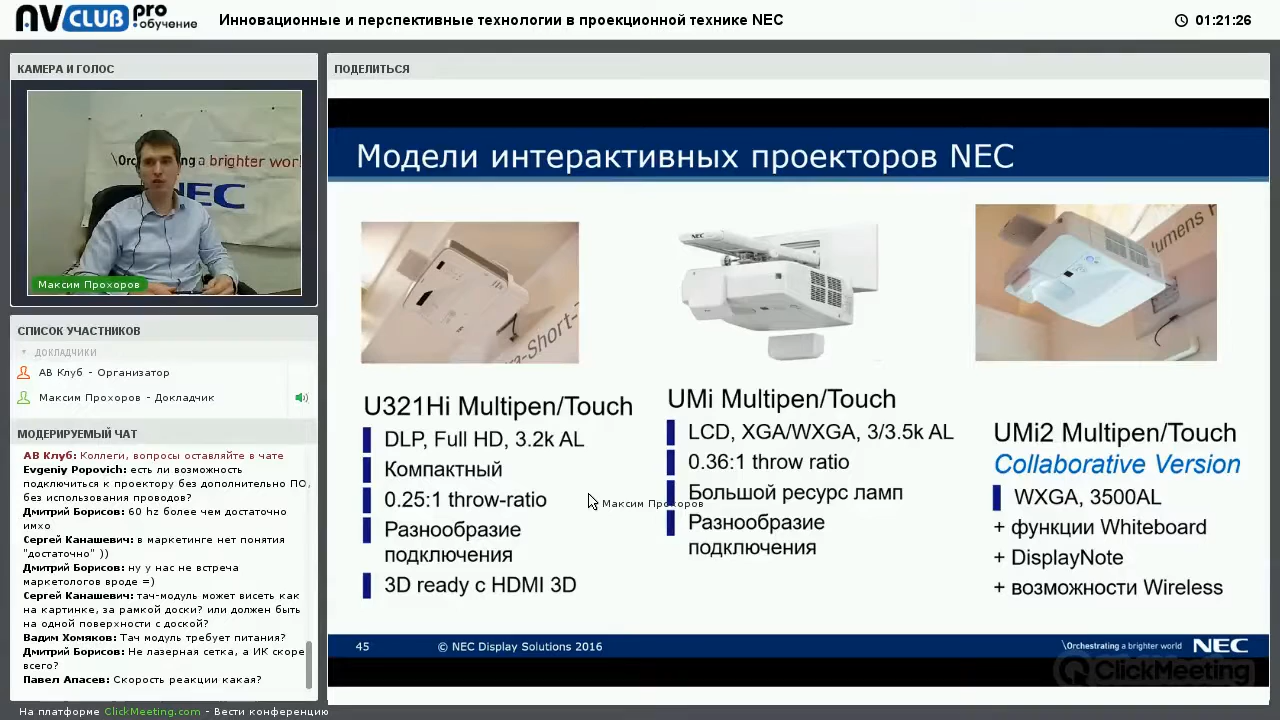 AVCLUB pro :обучение
Инновационные и перспективные технологии в проекционной технике NEC
01:21:26
КАМЕРА И ГОЛОС
\Orchestrating a brighter worl
NEC
Максим Прохоров
СПИСОК УЧАСТНИКОВ
ДОКЛАДЧИКИ
АВ Клуб - Организатор
Максим Прохоров - Докладчик
МОДЕРИРУЕМЫЙ ЧАТ
АВ Клуб: Коллеги, вопросы оставляйте в чате
Evgeniy Popovich: есть ли возможность
подключиться к проектору без дополнительно ПО,
без использования проводов?
Дмитрий Борисов: 60 hz более чем достаточно
имхо
Сергей Канашевич: в маркетинге нет понятия
"достаточно" ))
Дмитрий Борисов: ну у нас не встреча
маркетологов вроде =)
Сергей Канашевич: тач-модуль может висеть как
на картинке, за рамкой доски? или должен быть
на одной поверхности с доской?
Вадим Хомяков: Тач модуль требует питания?
Дмитрий Борисов: Не лазерная сетка, а ИК скоре
всего?
Павел Апасев: Скорость реакции какая?
На платформе ClickMeeting.com - Вести конференцию
ПОДЕЛИТЬСЯ
Модели интерактивных проекторов NEC
U321Hi Multipen/Touch
DLP, Full HD, 3.2k AL
Компактный
0.25:1 throw-ratio
Разнообразие
подключения
3D ready с HDMI 3D
NEC
UMi Multipen/Touch
LCD, XGA/WXGA, 3/3.5k AL
0.36:1 throw ratio
Большой ресурс ламп
Максим Прохоров
Разнообразие
подключения
UMi2 Multipen/Touch
Collaborative Version
WXGA, 3500AL
+ функции Whiteboard
+ DisplayNote
+ возможности Wireless
45
© NEC Display Solutions 2016
\Orchestrating a brighter world
NEC
ClickMeeting